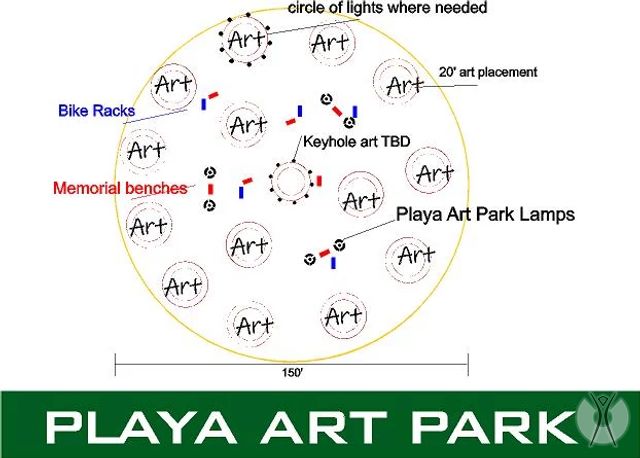 circle of lights where needed
Art
Art
20' art placement
Art
Art
Bike Racks
Art
Keyhole art TBD
Art
Art
Memorial benches
Art
Playa Art Park Lamps
Art
Art
Art
Art
Art
Art
150'
PLAYA ART PARK